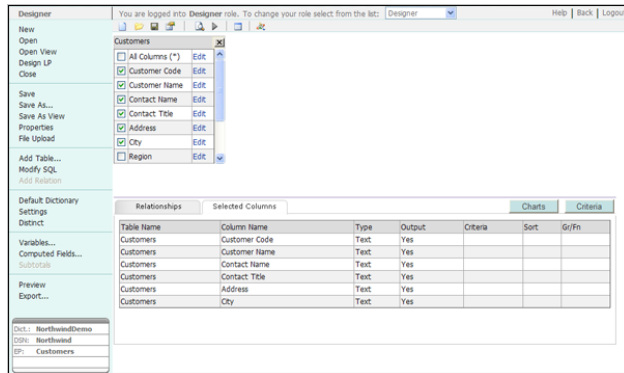 Designer
You are logged into Designer role. To change your role select from the list: Designer
Help | Back | Logout
New
Open
Open View
Design LP
Close
Save
Save As...
Save As View
Properties
File Upload
Add Table...
Modify SQL
Add Relation
Default Dictionary
Settings
Distinct
Variables...
Computed Fields...
Subtotals
Preview
Export...
Dict.: NorthwindDemo
DSN: Northwind
EP: Customers
Customers
All Columns (*) Edit
Customer Code Edit
Customer Name Edit
Contact Name Edit
Contact Title Edit
Address Edit
City Edit
Region Edit
Relationships Selected Columns Charts Criteria
Table Name Column Name Type Output Criteria Sort Gr/Fn
Customers Customer Code Text Yes
Customers Customer Name Text Yes
Customers Contact Name Text Yes
Customers Contact Title Text Yes
Customers Address Text Yes
Customers City Text Yes